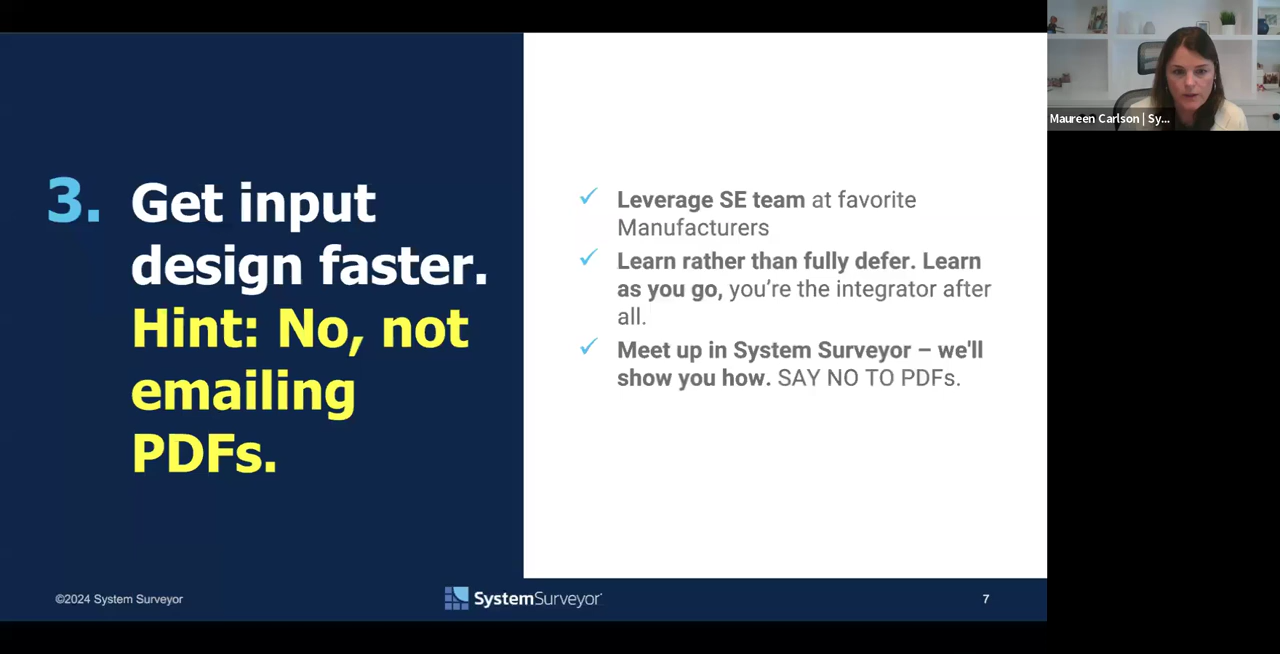 3. Get input
design faster.
Hint: No, not
emailing
PDFs.
✓ Leverage SE team at favorite
Manufacturers
✓ Learn rather than fully defer. Learn
as you go, you're the integrator after
all.
✓ Meet up in System Surveyor – we'll
show you how. SAY NO TO PDFs.
©2024 System Surveyor
SystemSurveyor
7
Maureen Carlson | Sy...